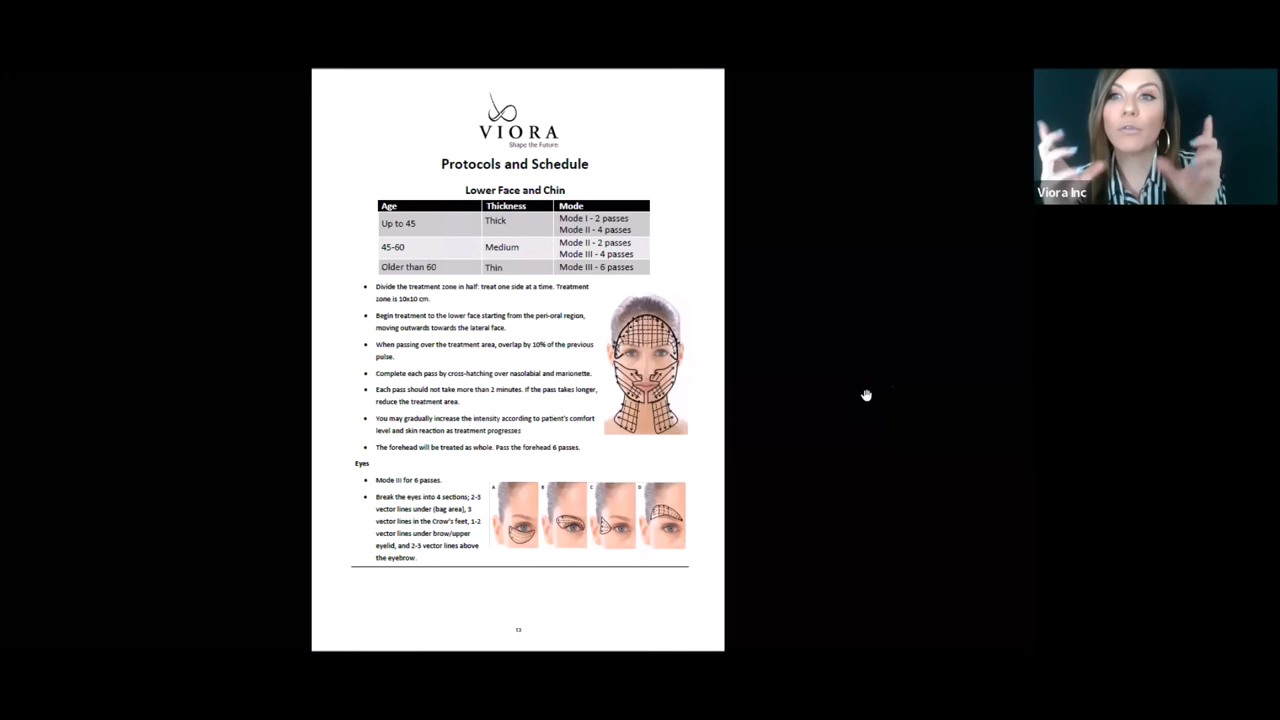 VIORA
Shape the Future
Protocols and Schedule
Lower Face and Chin
Age Thickness Mode
Up to 45 Thick Mode I - 2 passes
Mode II - 4 passes
45-60 Medium Mode II - 2 passes
Mode III - 4 passes
Older than 60 Thin Mode III - 6 passes
• Divide the treatment zone in half: treat one side at a time. Treatment
zone is 10x10 cm.
• Begin treatment to the lower face starting from the peri-oral region,
moving outwards towards the lateral face.
• When passing over the treatment area, overlap by 10% of the previous
pulse.
• Complete each pass by cross-hatching over nasolabial and marionette.
• Each pass should not take more than 2 minutes. If the pass takes longer,
reduce the treatment area.
• You may gradually increase the intensity according to patient's comfort
level and skin reaction as treatment progresses
• The forehead will be treated as whole. Pass the forehead 6 passes.
Eyes
• Mode III for 6 passes.
• Break the eyes into 4 sections; 2-3
vector lines under (bag area), 3
vector lines in the Crow's feet, 1-2
vector lines under brow/upper
eyelid, and 2-3 vector lines above
the eyebrow.
A B C D
13
Viora Inc